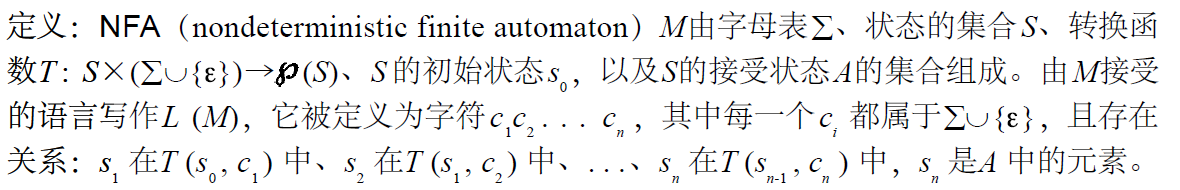 定义：NFA（nondeterministic finite automaton）M由字母表∑、状态的集合S、转换函
数T：S×(∑∪{ε})→℘(S)、S的初始状态s₀，以及S的接受状态A的集合组成。由M接受
的语言写作L (M)，它被定义为字符c₁c₂ . . . cₙ，其中每一个cᵢ 都属于∑∪{ε}，且存在
关系：s₁ 在T (s₀, c₁) 中、s₂ 在T (s₁, c₂) 中、. . .、sₙ 在T (sₙ₋₁, cₙ) 中，sₙ 是A 中的元素。